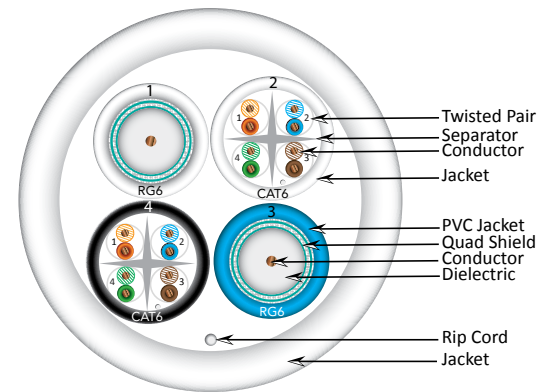 1
RG6
2
1
2
4
3
CAT6
4
1
2
4
3
CAT6
3
RG6
Twisted Pair
Separator
Conductor
Jacket
PVC Jacket
Quad Shield
Conductor
Dielectric
Rip Cord
Jacket